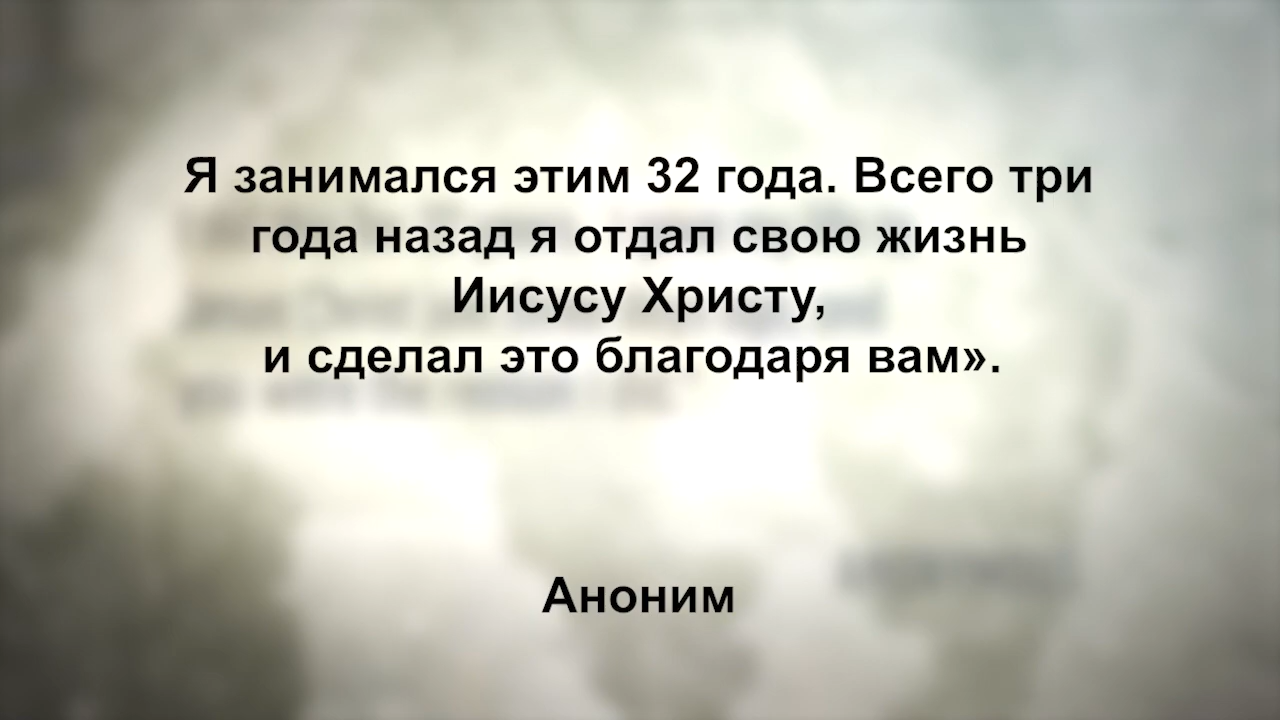 Я занимался этим 32 года. Всего три
года назад я отдал свою жизнь
Иисусу Христу,
и сделал это благодаря вам».
Аноним